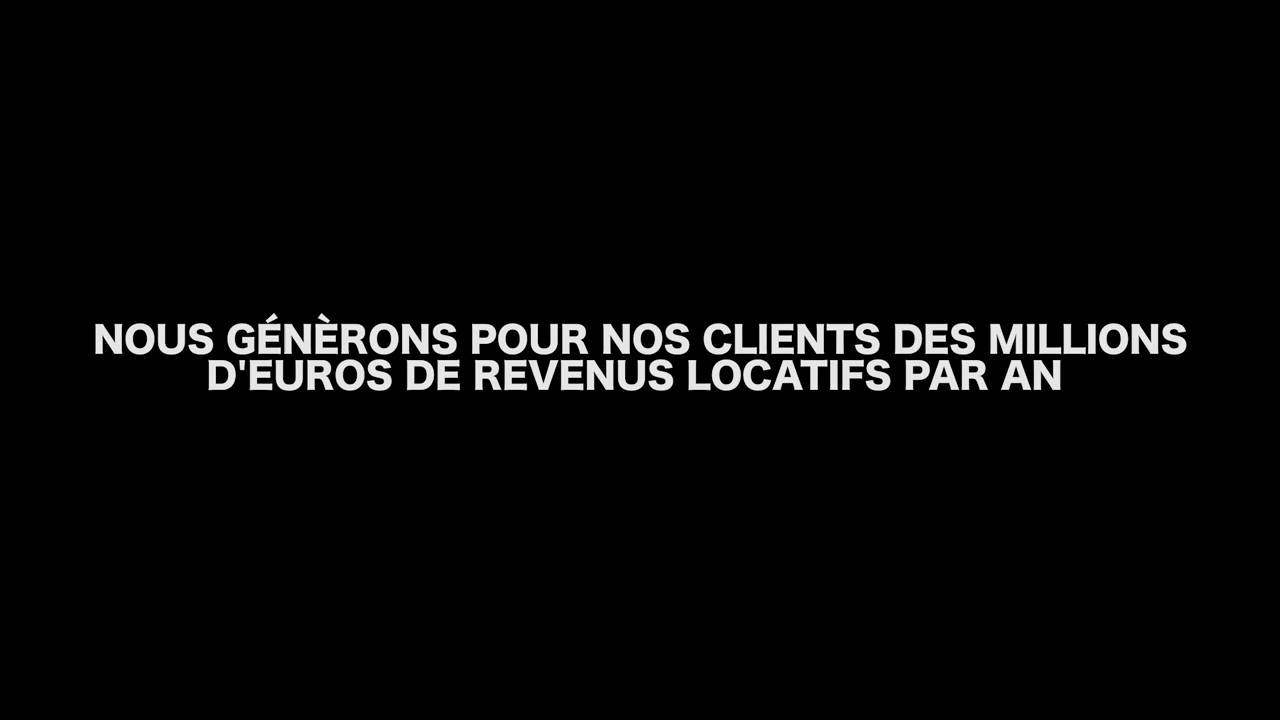 NOUS GÉNÈRONS POUR NOS CLIENTS DES MILLIONS
D'EUROS DE REVENUS LOCATIFS PAR AN